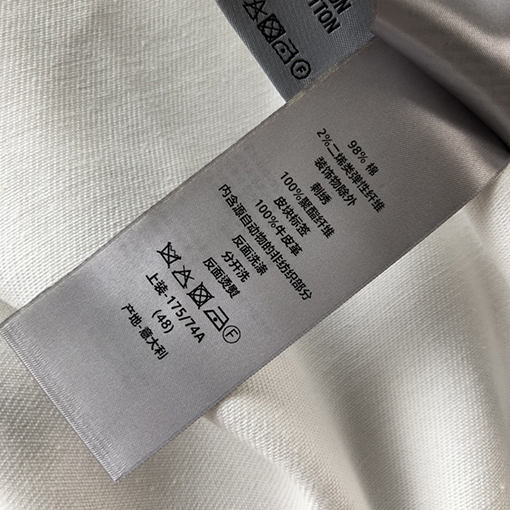 ON
TTON
F
98% 棉
2%二烯类弹性纤维
装饰物除外
刺绣
100%聚酯纤维
皮块标签
100%牛皮革
内含源自动物的非纺织部分
反面洗涤
分开洗
反面烫熨
F
上装-175/74A
(48)
产地-意大利